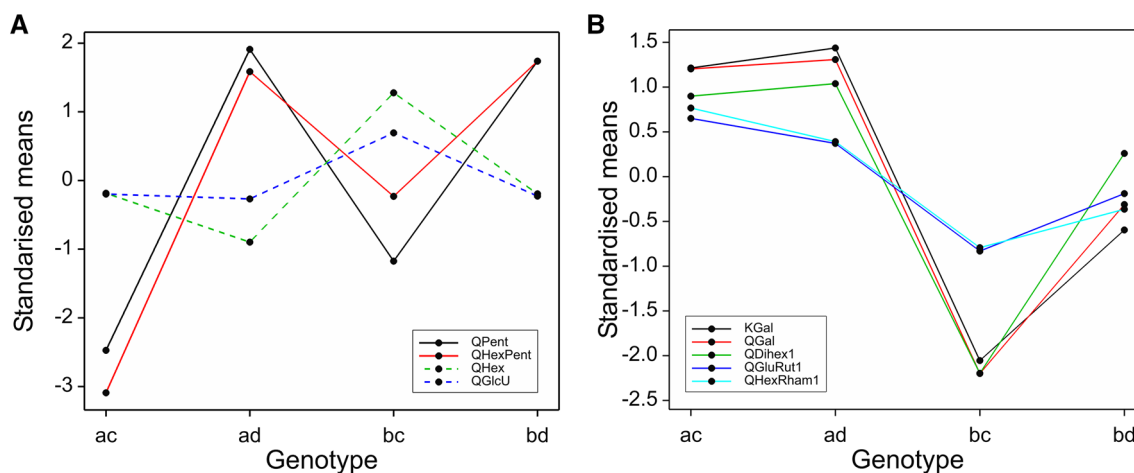 A
Standarised means
2
1
0
-1
-2
-3
QPent
QHexPent
QHex
QGlcU
ac ad bc bd
Genotype
B
Standardised means
1.5
1.0
0.5
0.0
-0.5
-1.0
-1.5
-2.0
-2.5
KGal
QGal
QDihex1
QGluRut1
QHexRham1
ac ad bc bd
Genotype